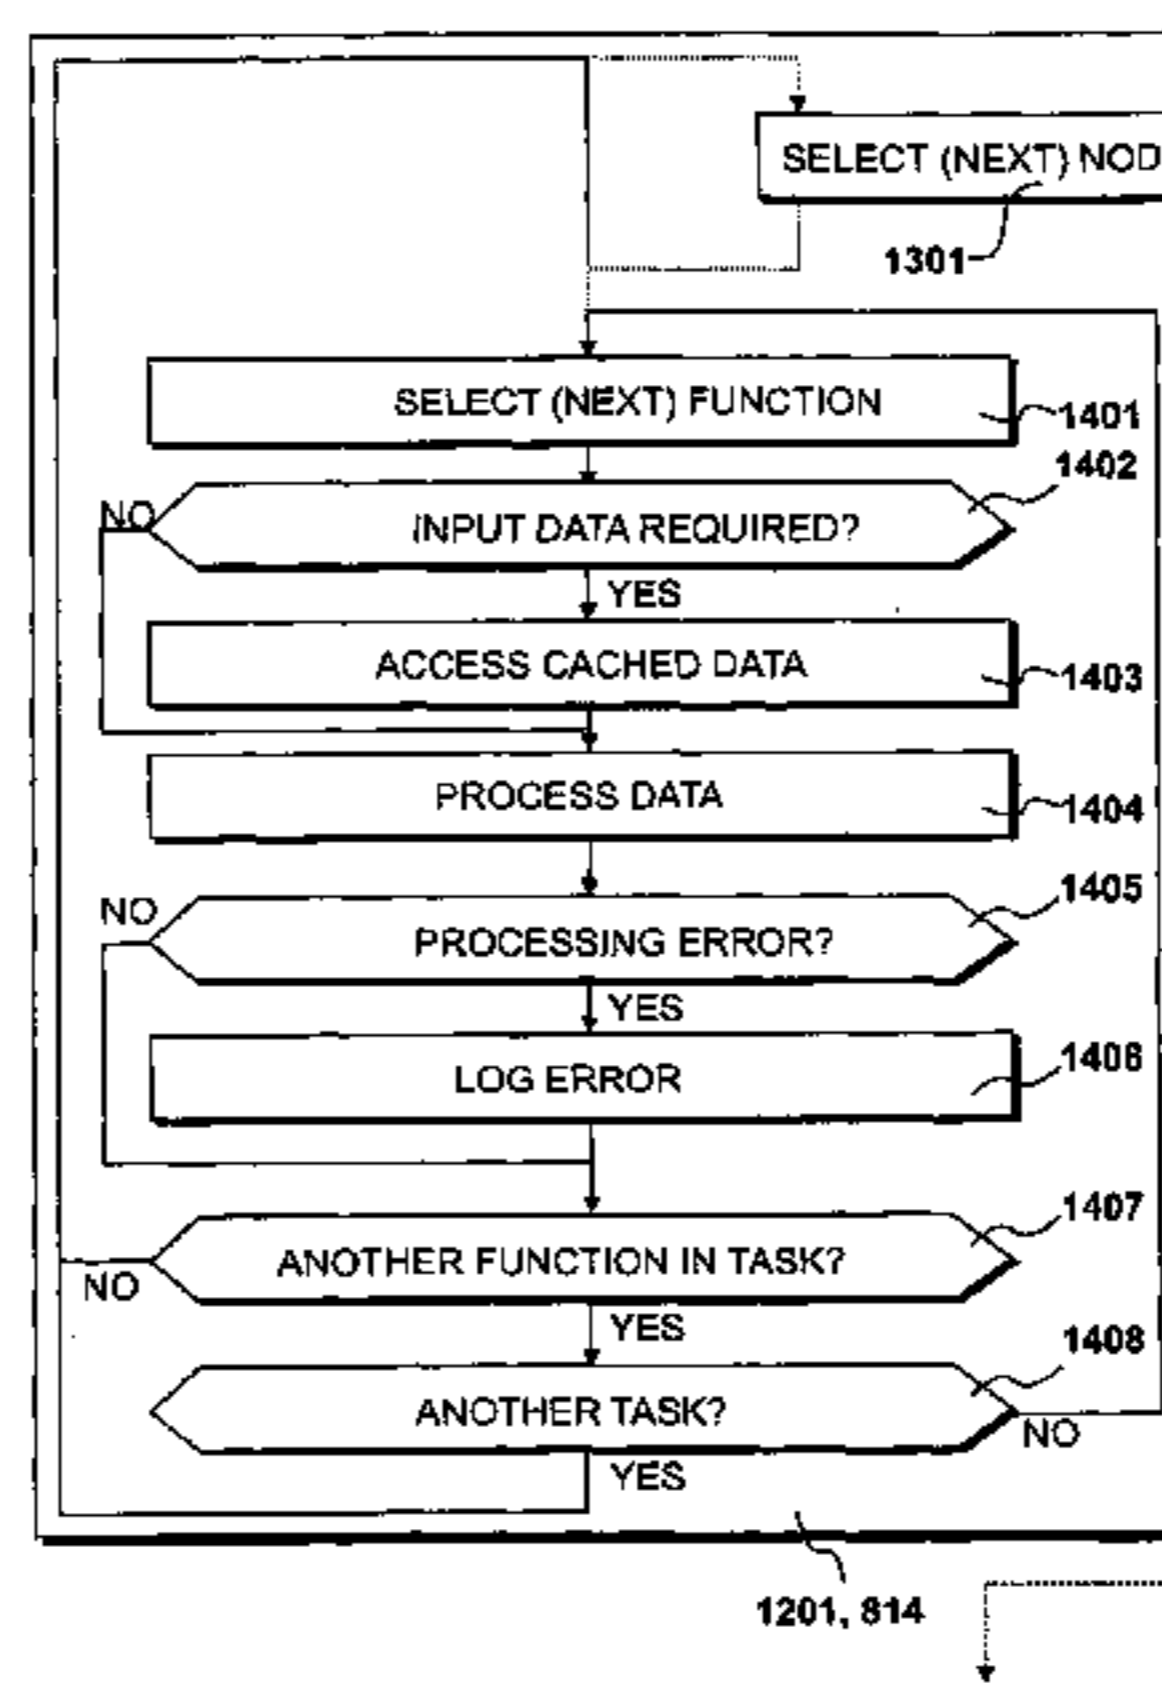 SELECT (NEXT) NOD
1301
SELECT (NEXT) FUNCTION
1401
1402
NO
INPUT DATA REQUIRED?
YES
ACCESS CACHED DATA
1403
PROCESS DATA
1404
1405
NO
PROCESSING ERROR?
YES
LOG ERROR
1406
1407
ANOTHER FUNCTION IN TASK?
NO
YES
1408
ANOTHER TASK?
NO
YES
1201, 814